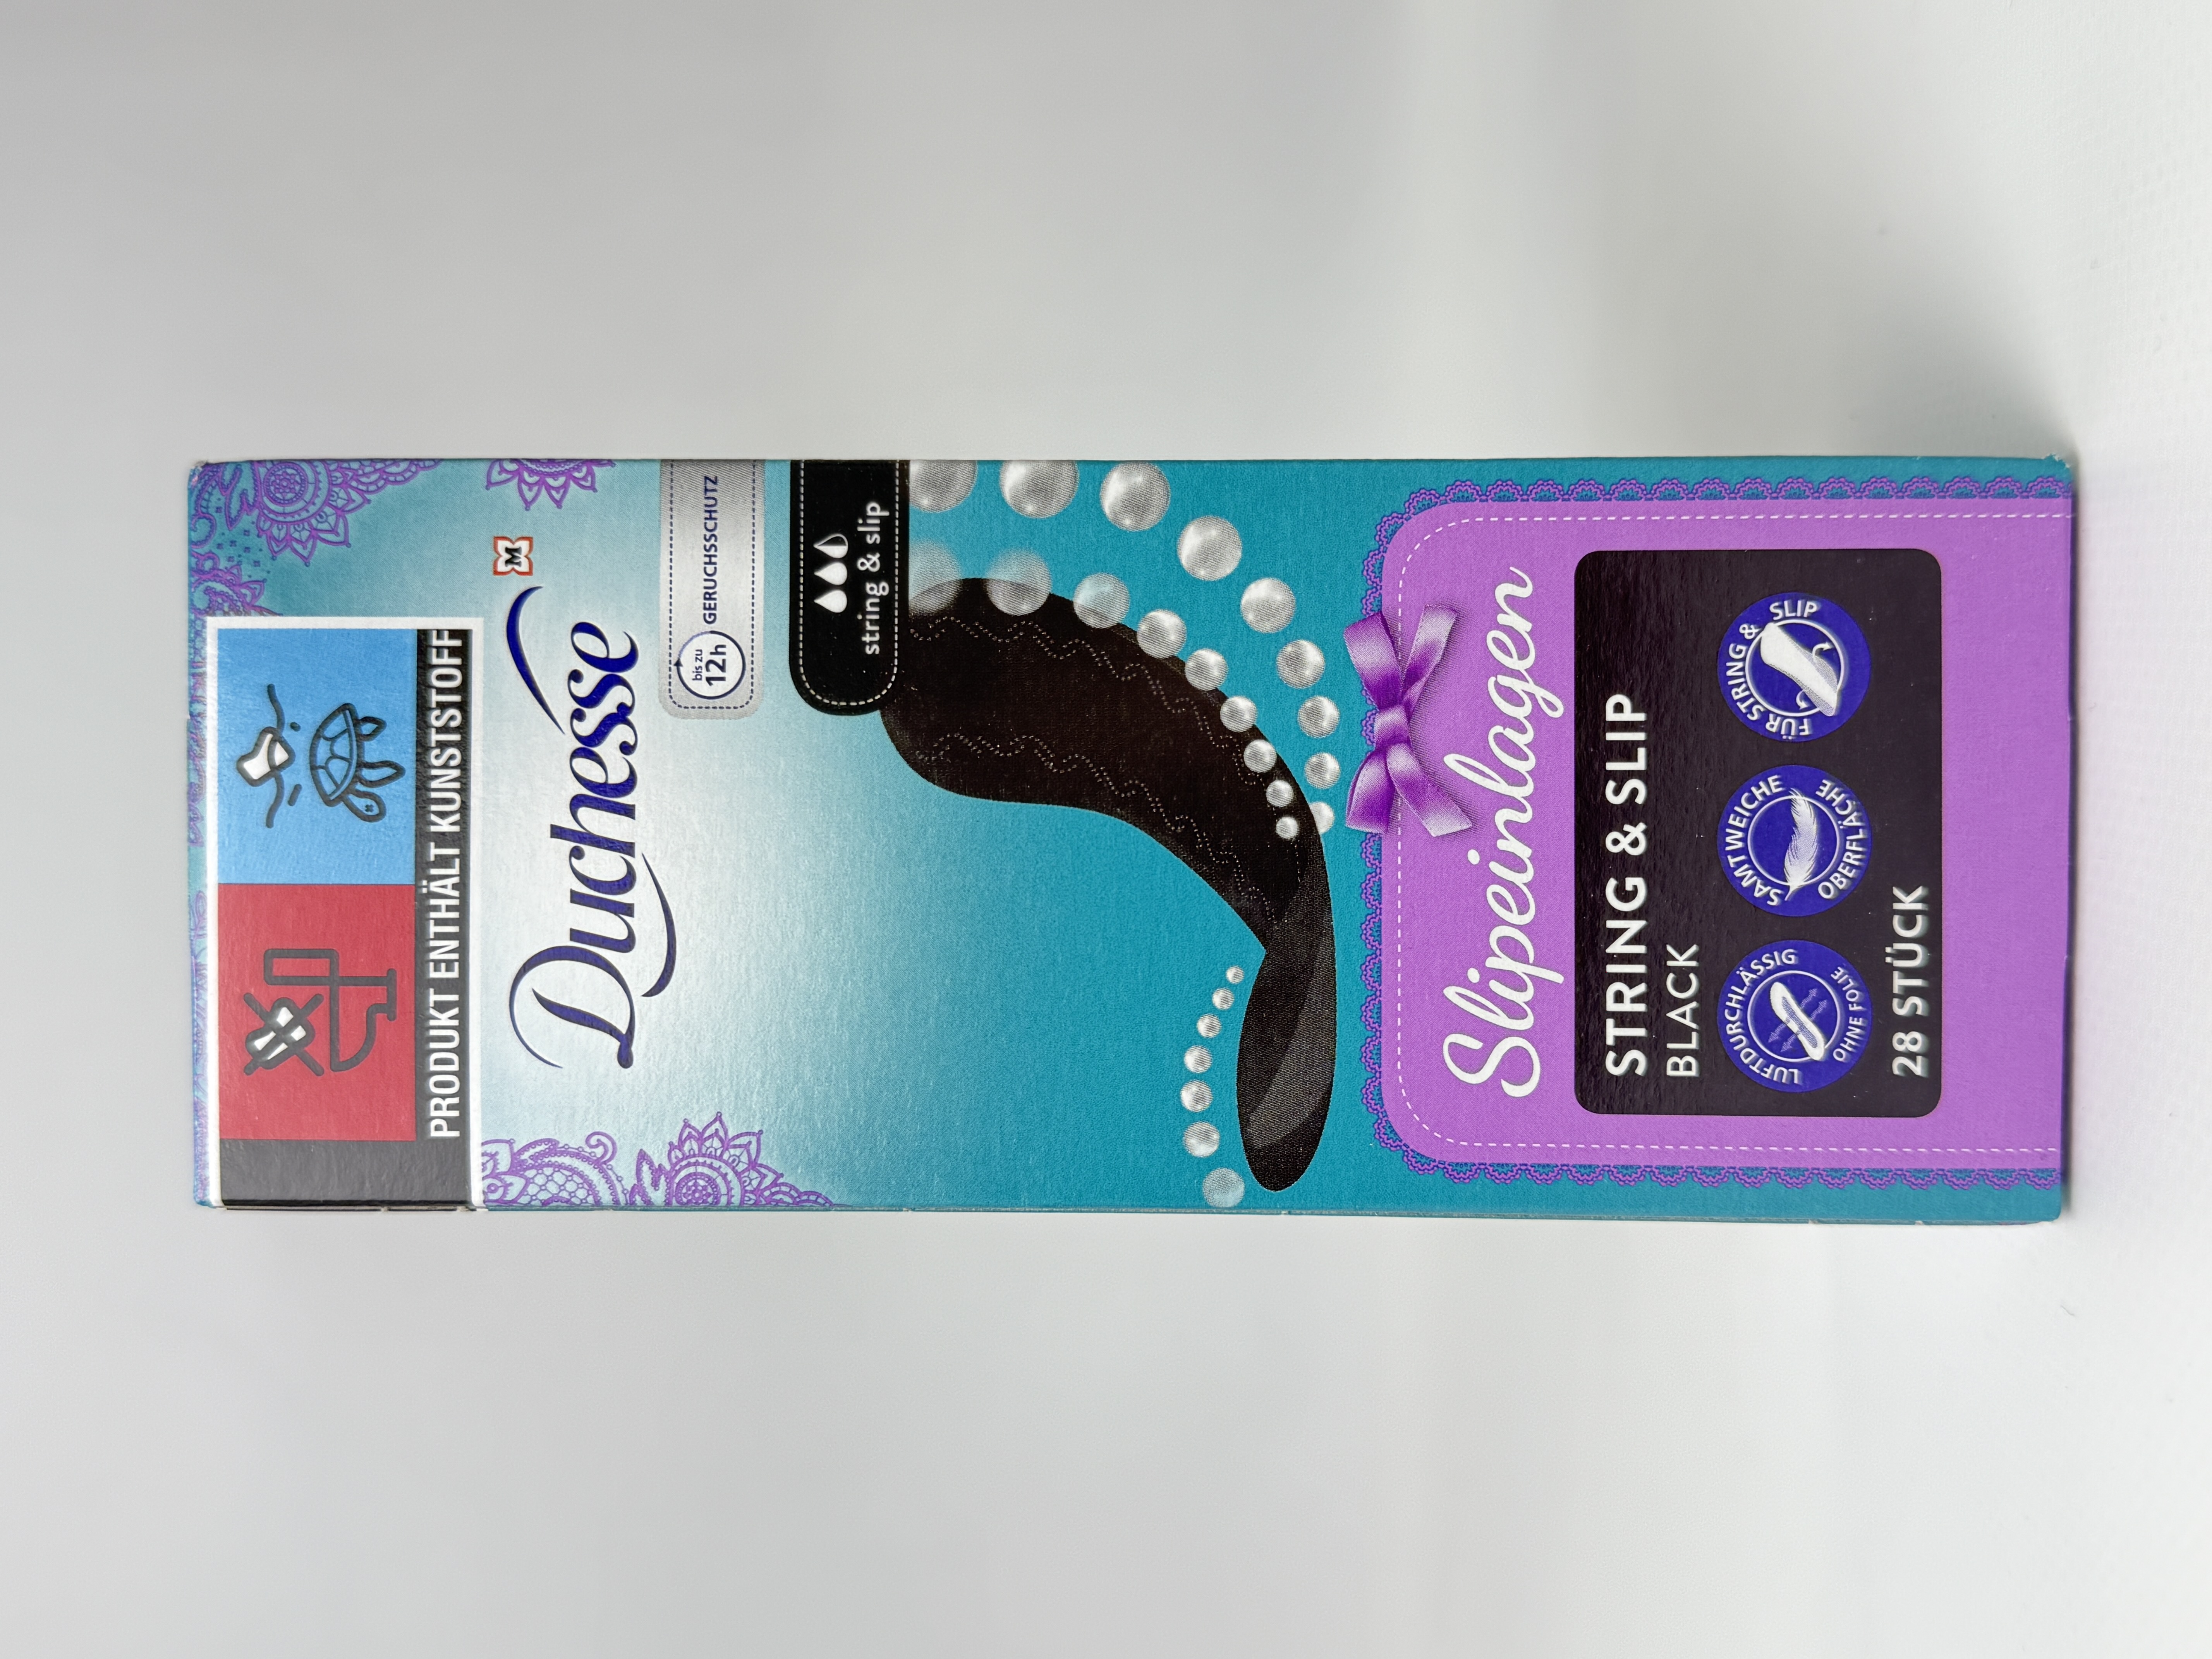 PRODUKT ENTHÄLT KUNSTSTOFF
M
Duchesse
bis zu
12h
GERUCHSSCHUTZ
string & slip
Slipeinlagen
STRING & SLIP
BLACK
LUFTDURCHLÄSSIG
OHNE FOLIE
SAMTWEICHE
OBERFLÄCHE
FÜR STRING & SLIP
28 STÜCK